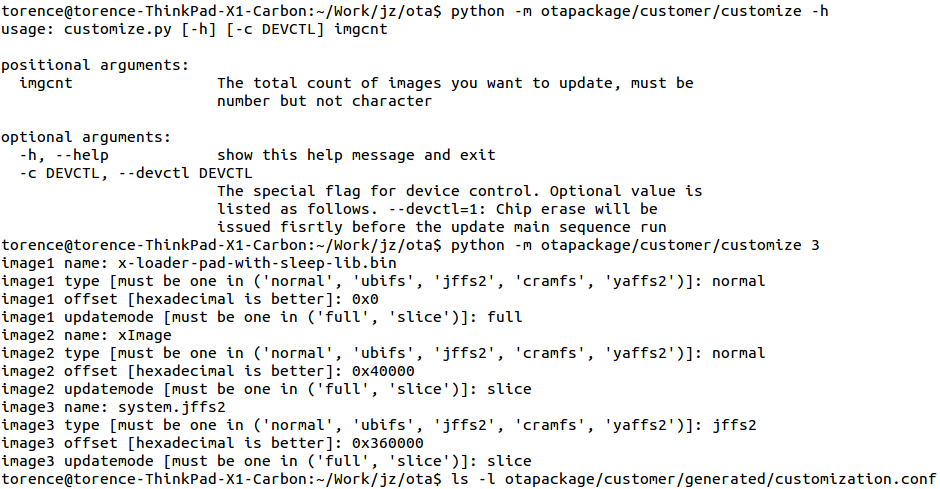 torence@torence-ThinkPad-X1-Carbon:~/Work/jz/ota$ python -m otapackage/customer/customize -h
usage: customize.py [-h] [-c DEVCTL] imgcnt
positional arguments:
imgcnt The total count of images you want to update, must be
number but not character
optional arguments:
-h, --help show this help message and exit
-c DEVCTL, --devctl DEVCTL
The special flag for device control. Optional value is
listed as follows. --devctl=1: Chip erase will be
issued fisrtly before the update main sequence run
torence@torence-ThinkPad-X1-Carbon:~/Work/jz/ota$ python -m otapackage/customer/customize 3
image1 name: x-loader-pad-with-sleep-lib.bin
image1 type [must be one in ('normal', 'ubifs', 'jffs2', 'cramfs', 'yaffs2')]: normal
image1 offset [hexadecimal is better]: 0x0
image1 updatemode [must be one in ('full', 'slice')]: full
image2 name: xImage
image2 type [must be one in ('normal', 'ubifs', 'jffs2', 'cramfs', 'yaffs2')]: normal
image2 offset [hexadecimal is better]: 0x40000
image2 updatemode [must be one in ('full', 'slice')]: slice
image3 name: system.jffs2
image3 type [must be one in ('normal', 'ubifs', 'jffs2', 'cramfs', 'yaffs2')]: jffs2
image3 offset [hexadecimal is better]: 0x360000
image3 updatemode [must be one in ('full', 'slice')]: slice
torence@torence-ThinkPad-X1-Carbon:~/Work/jz/ota$ ls -l otapackage/customer/generated/customization.conf